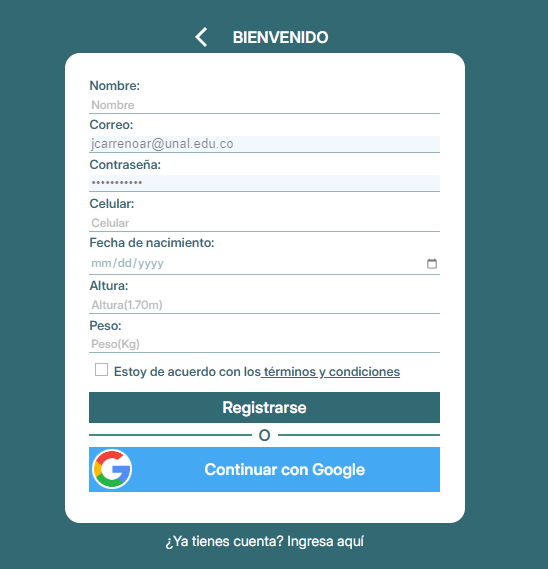 BIENVENIDO
Nombre:
Nombre
Correo:
jcarrenoar@unal.edu.co
Contraseña:
•••••••••••
Celular:
Celular
Fecha de nacimiento:
mm/dd/yyyy
Altura:
Altura(1.70m)
Peso:
Peso(Kg)
Estoy de acuerdo con los términos y condiciones
Registrarse
O
Continuar con Google
¿Ya tienes cuenta? Ingresa aquí